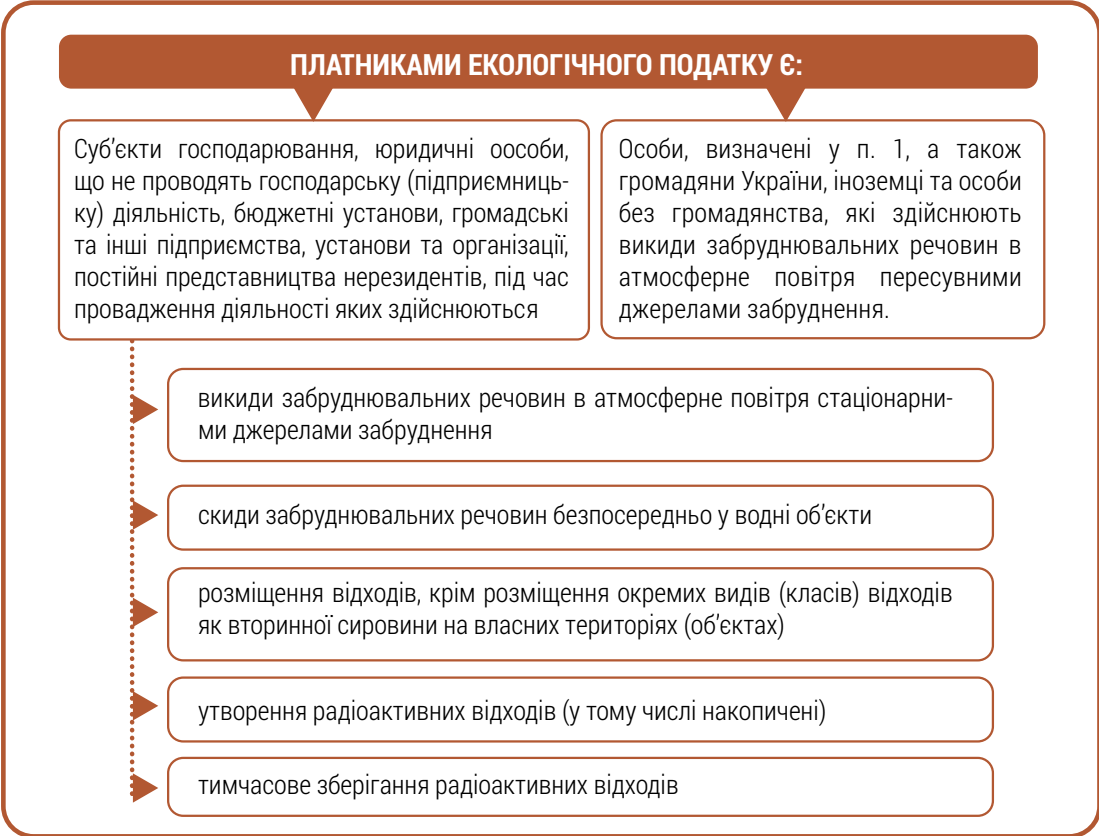 ПЛАТНИКАМИ ЕКОЛОГІЧНОГО ПОДАТКУ Є:
Суб’єкти господарювання, юридичні оособи,
що не проводять господарську (підприємниць-
ку) діяльність, бюджетні установи, громадські
та інші підприємства, установи та організації,
постійні представництва нерезидентів, під час
провадження діяльності яких здійснюються
Особи, визначені у п. 1, а також
громадяни України, іноземці та особи
без громадянства, які здійснюють
викиди забруднювальних речовин в
атмосферне повітря пересувними
джерелами забруднення.
викиди забруднювальних речовин в атмосферне повітря стаціонарни-
ми джерелами забруднення
скиди забруднювальних речовин безпосередньо у водні об’єкти
розміщення відходів, крім розміщення окремих видів (класів) відходів
як вторинної сировини на власних територіях (об’єктах)
утворення радіоактивних відходів (у тому числі накопичені)
тимчасове зберігання радіоактивних відходів